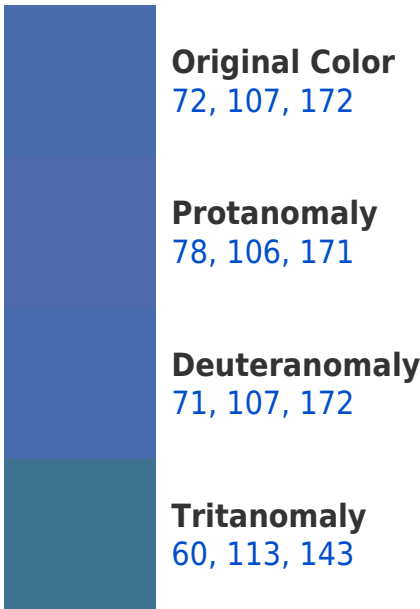 Original Color
72, 107, 172
Protanomaly
78, 106, 171
Deuteranomaly
71, 107, 172
Tritanomaly
60, 113, 143